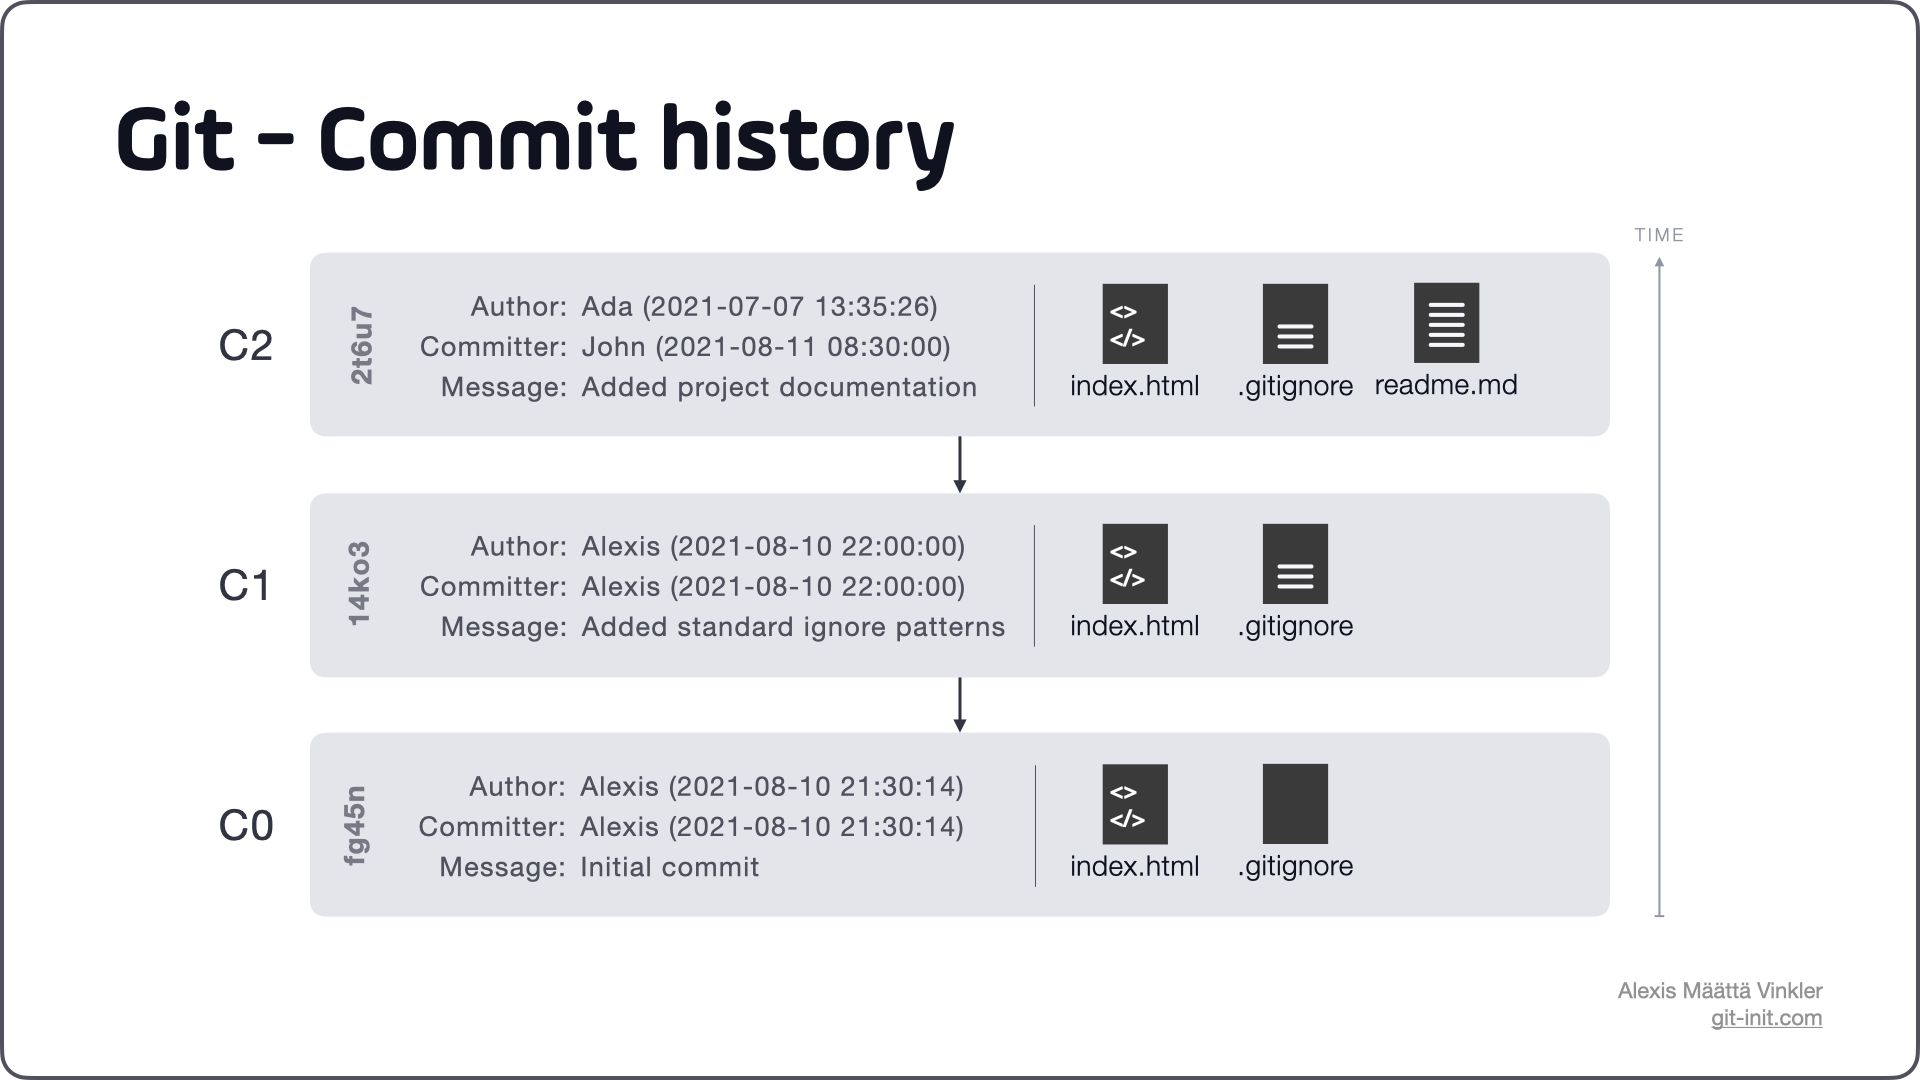 Git – Commit history
TIME
C2
2t6u7
Author: Ada (2021-07-07 13:35:26)
Committer: John (2021-08-11 08:30:00)
Message: Added project documentation
<>
</>
index.html
.gitignore
readme.md
C1
14ko3
Author: Alexis (2021-08-10 22:00:00)
Committer: Alexis (2021-08-10 22:00:00)
Message: Added standard ignore patterns
<>
</>
index.html
.gitignore
C0
fg45n
Author: Alexis (2021-08-10 21:30:14)
Committer: Alexis (2021-08-10 21:30:14)
Message: Initial commit
<>
</>
index.html
.gitignore
Alexis Määttä Vinkler
git-init.com